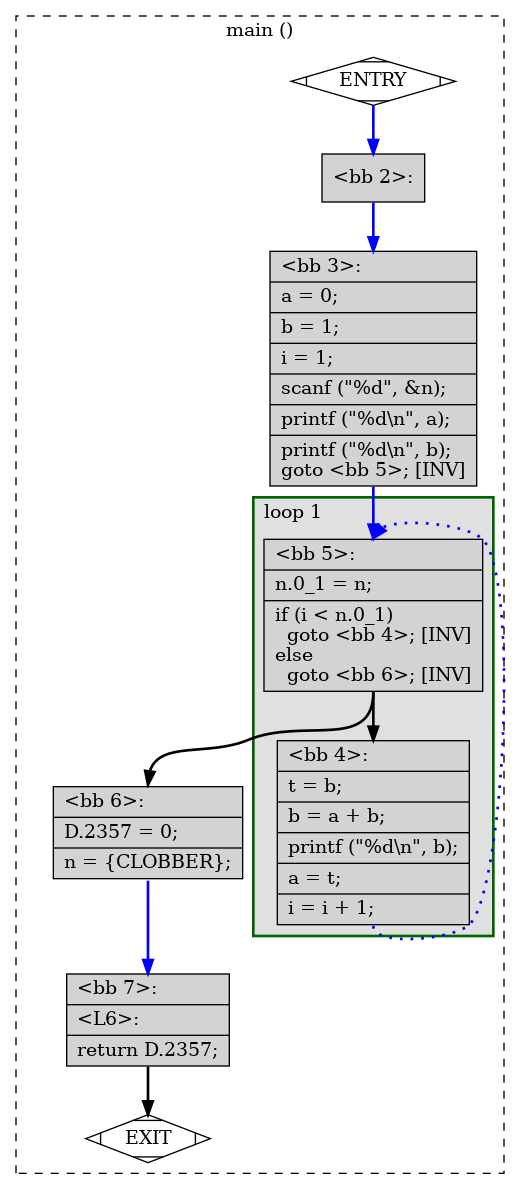 main ()
ENTRY
<bb 2>:
<bb 3>:
a = 0;
b = 1;
i = 1;
scanf ("%d", &n);
printf ("%d\n", a);
printf ("%d\n", b);
goto <bb 5>; [INV]
loop 1
<bb 5>:
n.0_1 = n;
if (i < n.0_1)
  goto <bb 4>; [INV]
else
  goto <bb 6>; [INV]
<bb 4>:
t = b;
b = a + b;
printf ("%d\n", b);
a = t;
i = i + 1;
<bb 6>:
D.2357 = 0;
n = {CLOBBER};
<bb 7>:
<L6>:
return D.2357;
EXIT